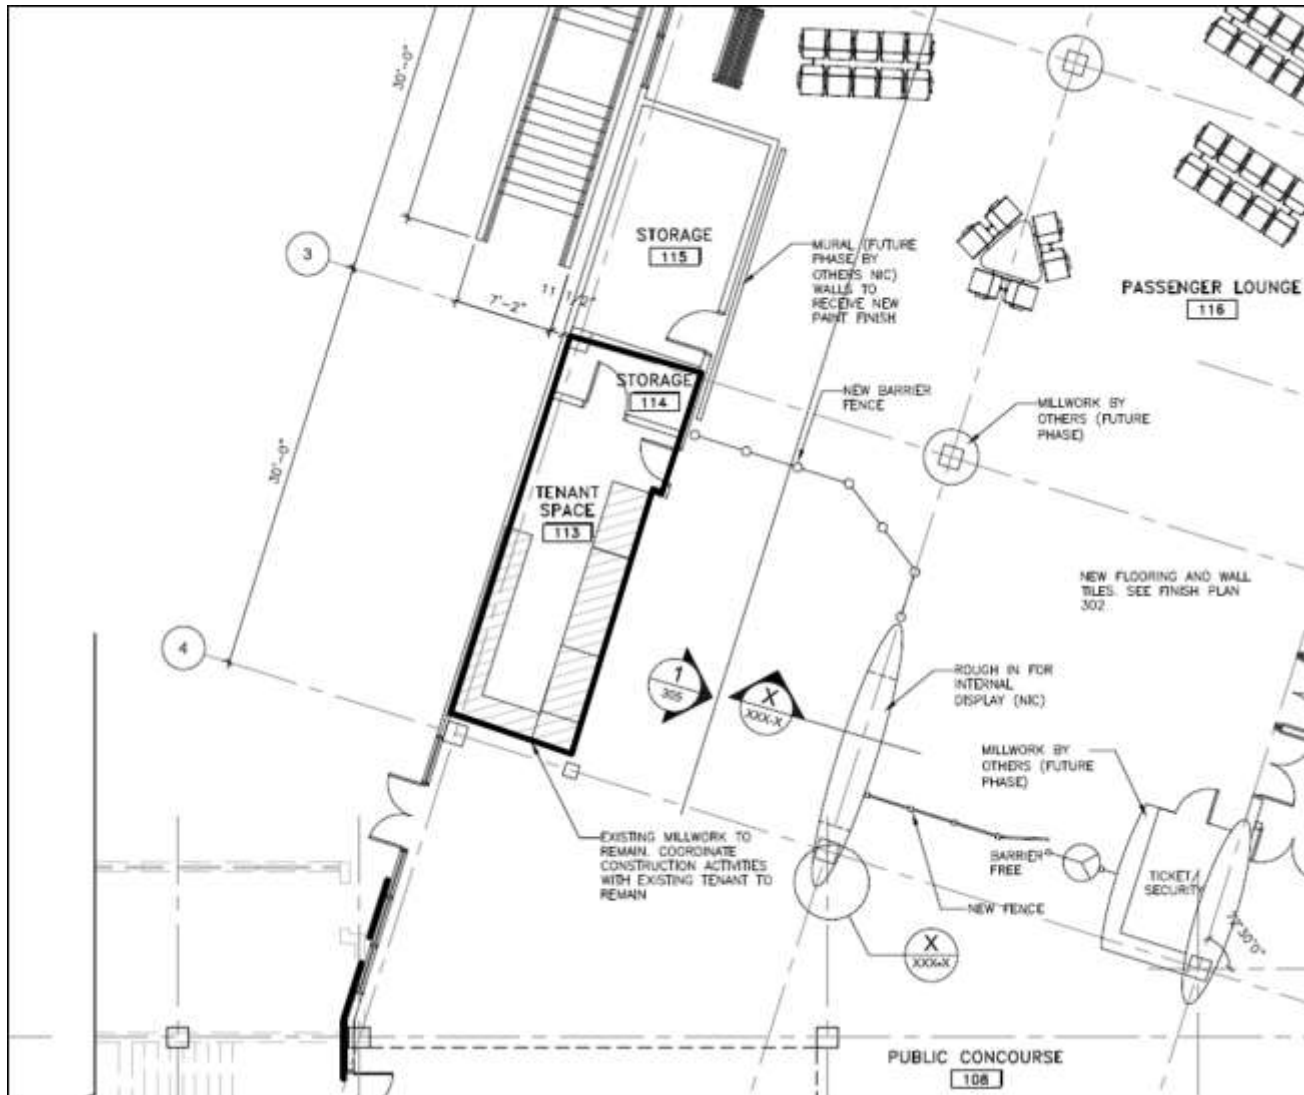 30'-0"
3
7'-2"
11 1/2"
STORAGE
115
MURAL (FUTURE
PHASE BY
OTHERS NIC)
WALLS TO
RECEIVE NEW
PAINT FINISH
PASSENGER LOUNGE
116
STORAGE
114
NEW BARRIER
FENCE
MILLWORK BY
OTHERS (FUTURE
PHASE)
30'-0"
TENANT
SPACE
113
NEW FLOORING AND WALL
TILES. SEE FINISH PLAN
302
4
1
305
X
XXX-X
ROUGH IN FOR
INTERNAL
DISPLAY (NIC)
MILLWORK BY
OTHERS (FUTURE
PHASE)
EXISTING MILLWORK TO
REMAIN. COORDINATE
CONSTRUCTION ACTIVITIES
WITH EXISTING TENANT TO
REMAIN
BARRIER
FREE
TICKET/
SECURITY
NEW FENCE
X
XXX-X
PUBLIC CONCOURSE
108